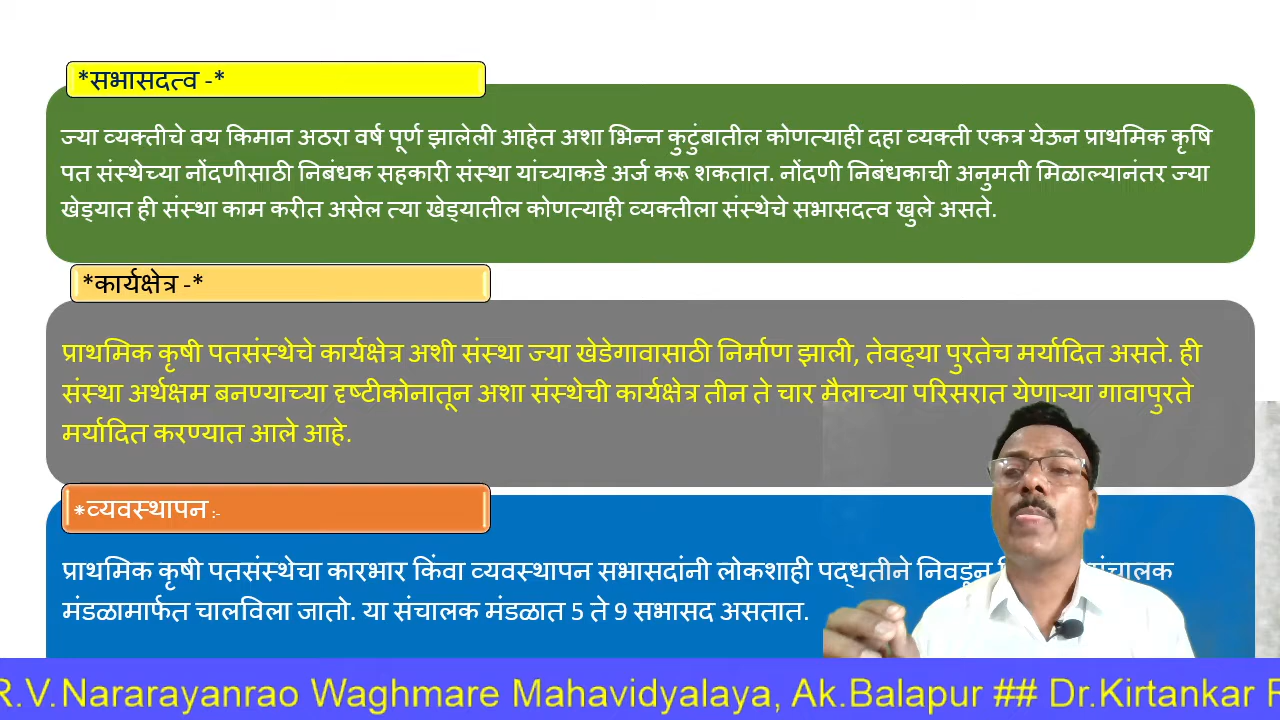 *सभासदत्व -*
ज्या व्यक्तीचे वय किमान अठरा वर्ष पूर्ण झालेली आहेत अशा भिन्न कुटुंबातील कोणत्याही दहा व्यक्ती एकत्र येऊन प्राथमिक कृषि
पत संस्थेच्या नोंदणीसाठी निबंधक सहकारी संस्था यांच्याकडे अर्ज करू शकतात. नोंदणी निबंधकाची अनुमती मिळाल्यानंतर ज्या
खेड्यात ही संस्था काम करीत असेल त्या खेड्यातील कोणत्याही व्यक्तीला संस्थेचे सभासदत्व खुले असते.
*कार्यक्षेत्र -*
प्राथमिक कृषी पतसंस्थेचे कार्यक्षेत्र अशी संस्था ज्या खेडेगावासाठी निर्माण झाली, तेवढ्या पुरतेच मर्यादित असते. ही
संस्था अर्थक्षम बनण्याच्या दृष्टीकोनातून अशा संस्थेची कार्यक्षेत्र तीन ते चार मैलाच्या परिसरात येणाऱ्या गावापुरते
मर्यादित करण्यात आले आहे.
*व्यवस्थापन :-
प्राथमिक कृषी पतसंस्थेचा कारभार किंवा व्यवस्थापन सभासदांनी लोकशाही पद्धतीने निवडून संचालक
मंडळामार्फत चालविला जातो. या संचालक मंडळात 5 ते 9 सभासद असतात.
R.V.Nararayanrao Waghmare Mahavidyalaya, Ak.Balapur ## Dr.Kirtankar